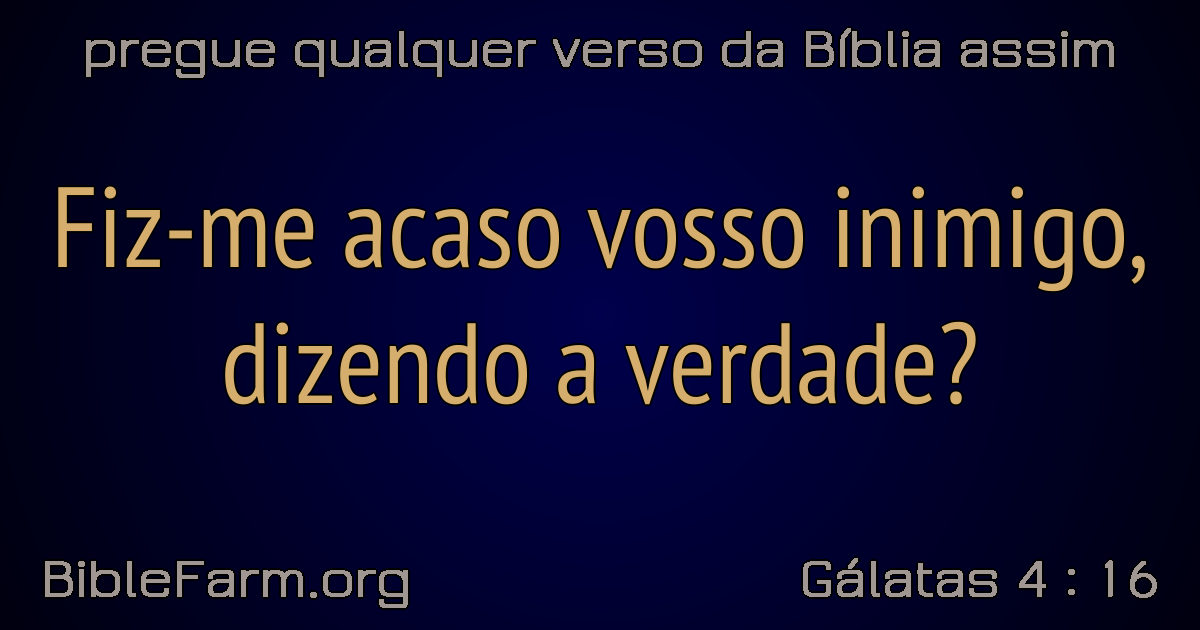 pregue qualquer verso da Bíblia assim
Fiz-me acaso vosso inimigo,
dizendo a verdade?
BibleFarm.org
Gálatas 4 : 16